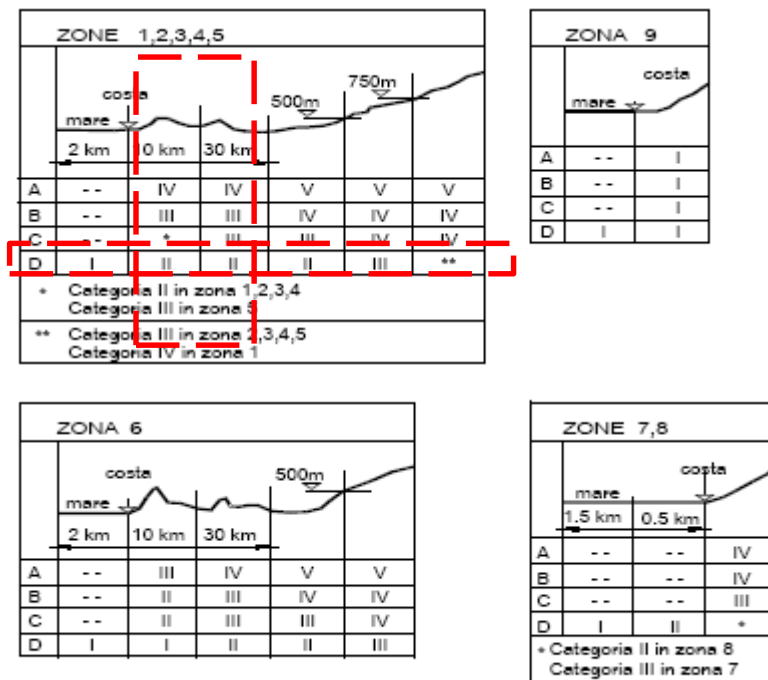 ZONE 1,2,3,4,5
750m
costa
500m
mare
2 km 10 km 30 km
A -- IV IV V V V
B -- III III IV IV IV
C -- * III III IV IV
D I II II II III **
* Categoria II in zona 1,2,3,4
Categoria III in zona 5
** Categoria III in zona 2,3,4,5
Categoria IV in zona 1
ZONA 9
costa
mare
A -- I
B -- I
C -- I
D I I
ZONA 6
costa 500m
mare
2 km 10 km 30 km
A -- III IV V V
B -- II III IV IV
C -- II III III IV
D I I II II III
ZONE 7,8
costa
mare
1.5 km 0.5 km
A -- -- IV
B -- -- IV
C -- -- III
D I II *
* Categoria II in zona 8
Categoria III in zona 7